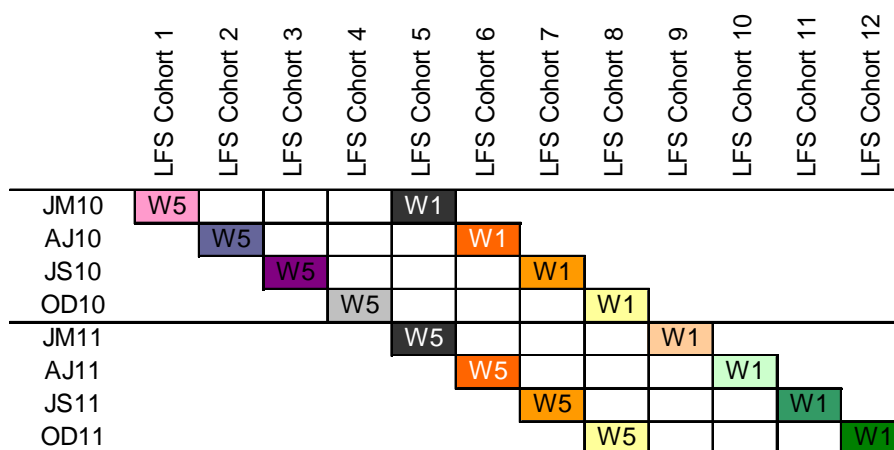 LFS Cohort 1
LFS Cohort 2
LFS Cohort 3
LFS Cohort 4
LFS Cohort 5
LFS Cohort 6
LFS Cohort 7
LFS Cohort 8
LFS Cohort 9
LFS Cohort 10
LFS Cohort 11
LFS Cohort 12
JM10 W5 W1
AJ10 W5 W1
JS10 W5 W1
OD10 W5 W1
JM11 W5 W1
AJ11 W5 W1
JS11 W5 W1
OD11 W5 W1